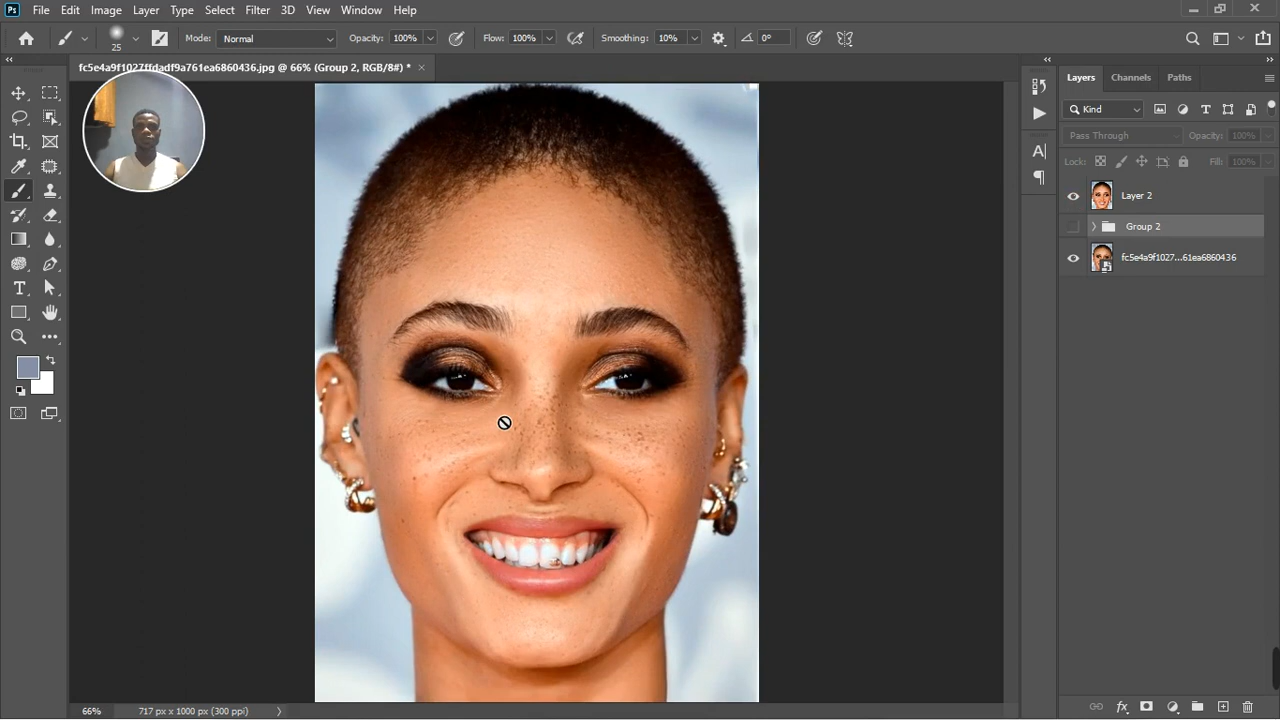 Ps File Edit Image Layer Type Select Filter 3D View Window Help
25 Mode: Normal Opacity: 100% Flow: 100% Smoothing: 10% 0°
fc5e4a9f1027ffdadf9a761ea6860436.jpg @ 66% (Group 2, RGB/8#) *
Layers Channels Paths
Kind
Pass Through Opacity: 100%
Lock: Fill: 100%
Layer 2
Group 2
fc5e4a9f1027...61ea6860436
66% 717 px x 1000 px (300 ppi)